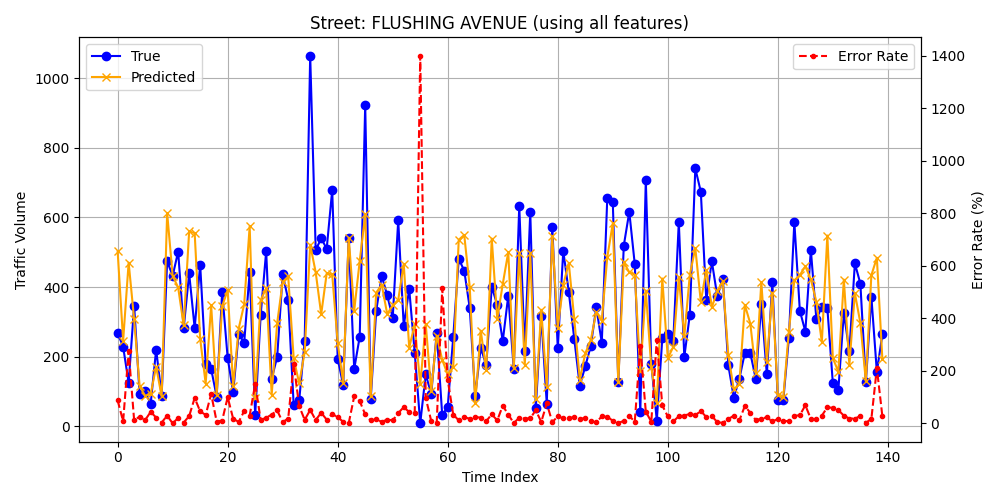 Street: FLUSHING AVENUE (using all features)
True
Predicted
Error Rate
1000
800
600
400
200
0
Traffic Volume
1400
1200
1000
800
600
400
200
0
Error Rate (%)
0 20 40 60 80 100 120 140
Time Index